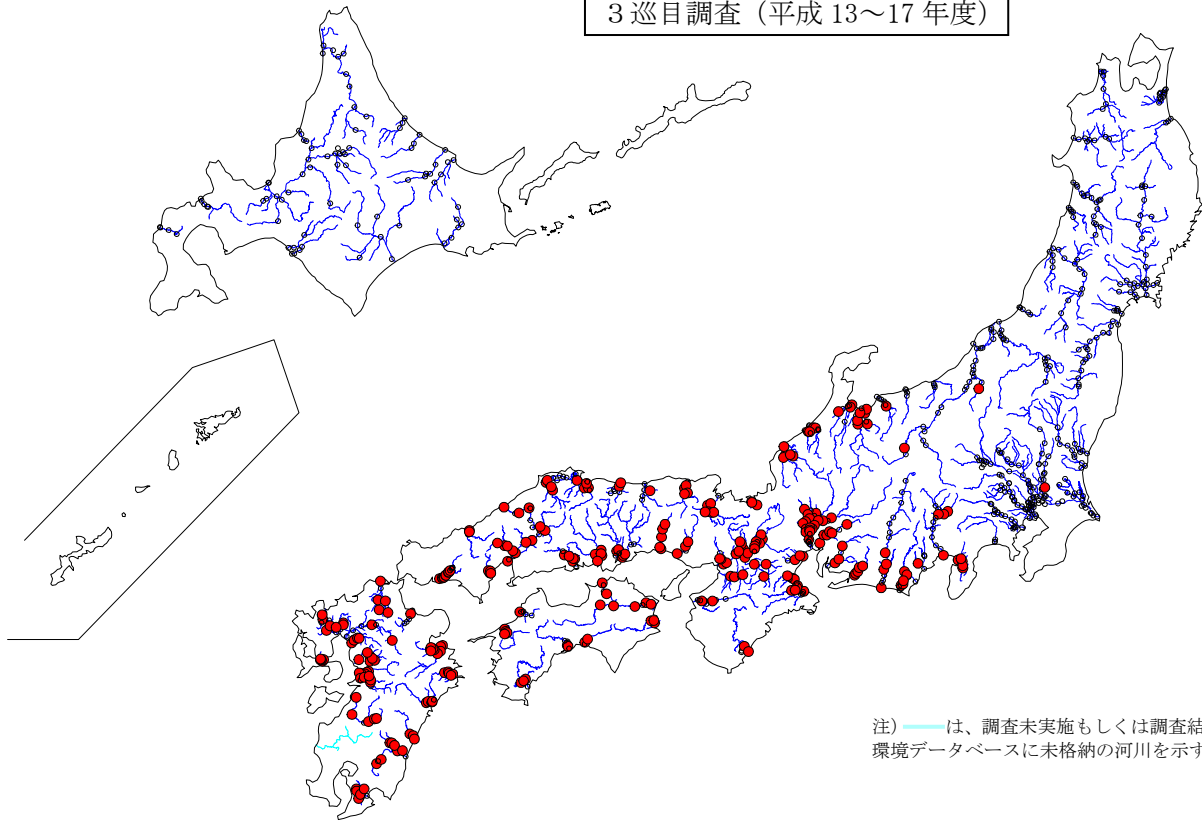 3巡目調査（平成 13～17 年度）
注）　は、調査未実施もしくは調査結
環境データベースに未格納の河川を示す